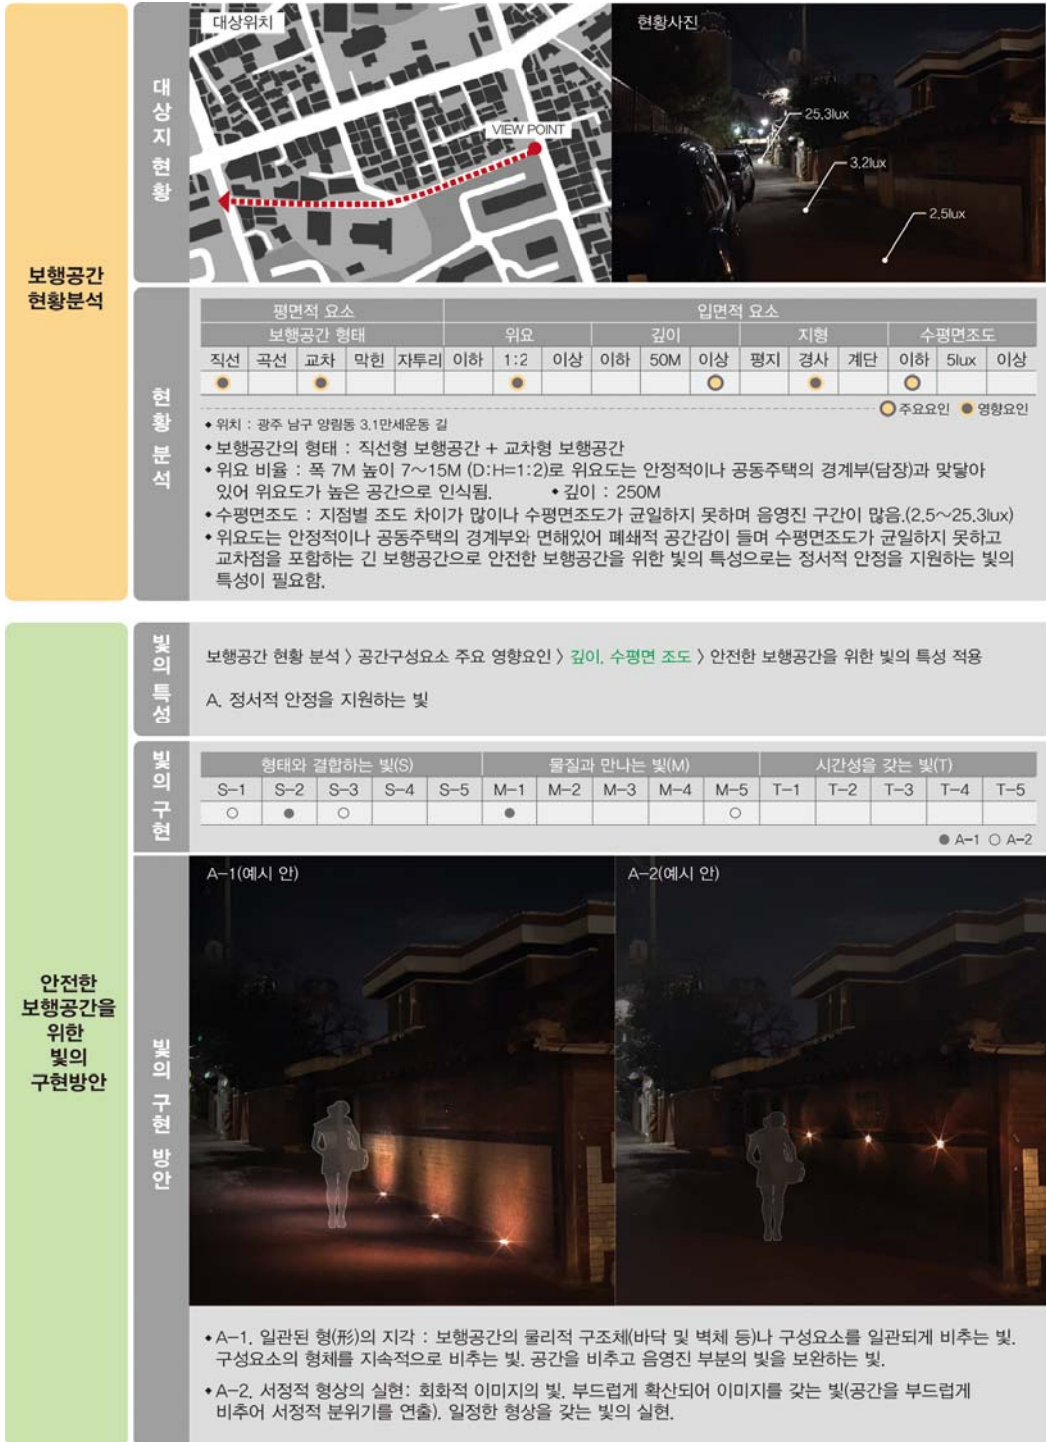 보행공간
현황분석
대상지 현황
대상위치
VIEW POINT
현황사진
25.3lux
3.2lux
2.5lux
현황 분석
평면적 요소 입면적 요소
보행공간 형태 위요 깊이 지형 수평면조도
직선 곡선 교차 막힌 자투리 이하 1:2 이상 이하 50M 이상 평지 경사 계단 이하 5lux 이상
주요요인 영향요인
◆ 위치 : 광주 남구 양림동 3.1만세운동 길
◆ 보행공간의 형태 : 직선형 보행공간 + 교차형 보행공간
◆ 위요 비율 : 폭 7M 높이 7~15M (D:H=1:2)로 위요도는 안정적이나 공동주택의 경계부(담장)과 맞닿아
있어 위요도가 높은 공간으로 인식됨. ◆ 깊이 : 250M
◆ 수평면조도 : 지점별 조도 차이가 많이나 수평면조도가 균일하지 못하며 음영진 구간이 많음.(2.5~25.3lux)
◆ 위요도는 안정적이나 공동주택의 경계부와 면해있어 폐쇄적 공간감이 들며 수평면조도가 균일하지 못하고
교차점을 포함하는 긴 보행공간으로 안전한 보행공간을 위한 빛의 특성으로는 정서적 안정을 지원하는 빛의
특성이 필요함.
안전한
보행공간을
위한
빛의
구현방안
빛의 특성
보행공간 현황 분석 > 공간구성요소 주요 영향요인 > 깊이, 수평면 조도 > 안전한 보행공간을 위한 빛의 특성 적용
A. 정서적 안정을 지원하는 빛
빛의 구현
형태와 결합하는 빛(S) 물질과 만나는 빛(M) 시간성을 갖는 빛(T)
S-1 S-2 S-3 S-4 S-5 M-1 M-2 M-3 M-4 M-5 T-1 T-2 T-3 T-4 T-5
○ ● ○ ● ○
● A-1 ○ A-2
빛의 구현 방안
A-1(예시 안)
A-2(예시 안)
◆ A-1. 일관된 형(形)의 지각 : 보행공간의 물리적 구조체(바닥 및 벽체 등)나 구성요소를 일관되게 비추는 빛.
구성요소의 형체를 지속적으로 비추는 빛. 공간을 비추고 음영진 부분의 빛을 보완하는 빛.
◆ A-2. 서정적 형상의 실현: 회화적 이미지의 빛. 부드럽게 확산되어 이미지를 갖는 빛(공간을 부드럽게
비추어 서정적 분위기를 연출). 일정한 형상을 갖는 빛의 실현.